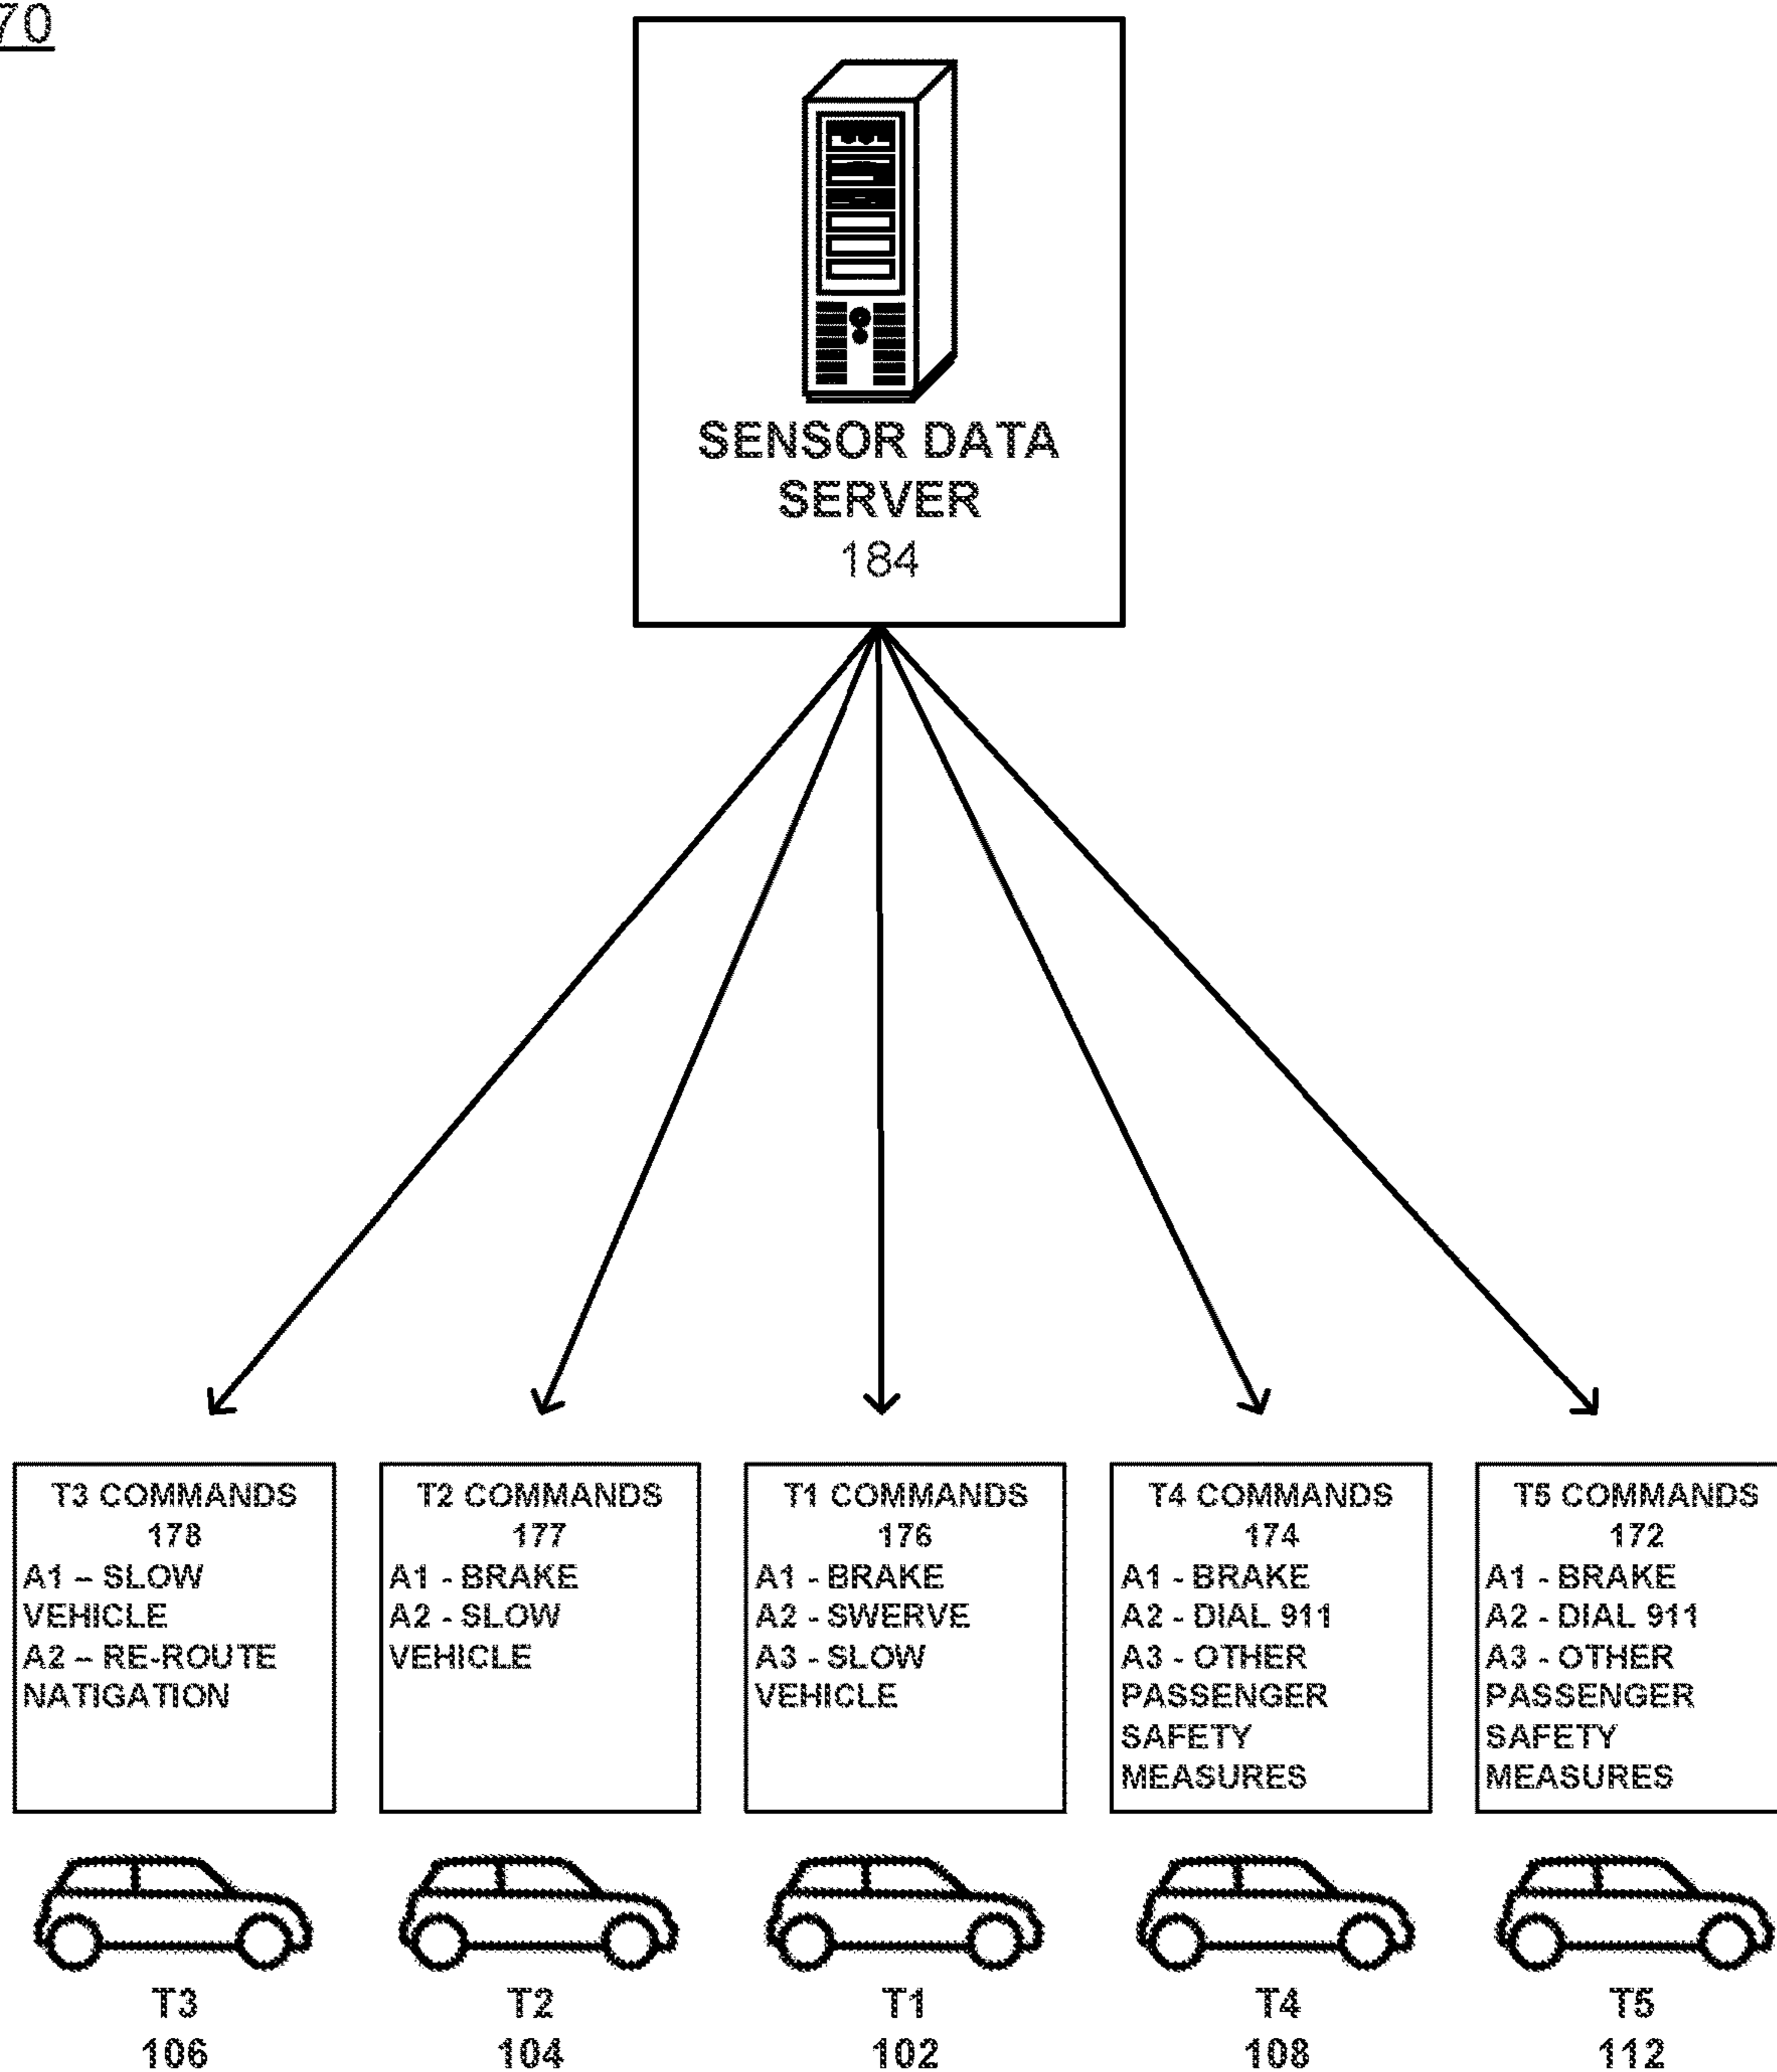 70
SENSOR DATA
SERVER
184
T3 COMMANDS
178
A1 – SLOW
VEHICLE
A2 – RE-ROUTE
NATIGATION
T2 COMMANDS
177
A1 - BRAKE
A2 - SLOW
VEHICLE
T1 COMMANDS
176
A1 - BRAKE
A2 - SWERVE
A3 - SLOW
VEHICLE
T4 COMMANDS
174
A1 - BRAKE
A2 - DIAL 911
A3 - OTHER
PASSENGER
SAFETY
MEASURES
T5 COMMANDS
172
A1 - BRAKE
A2 - DIAL 911
A3 - OTHER
PASSENGER
SAFETY
MEASURES
T3
106
T2
104
T1
102
T4
108
T5
112